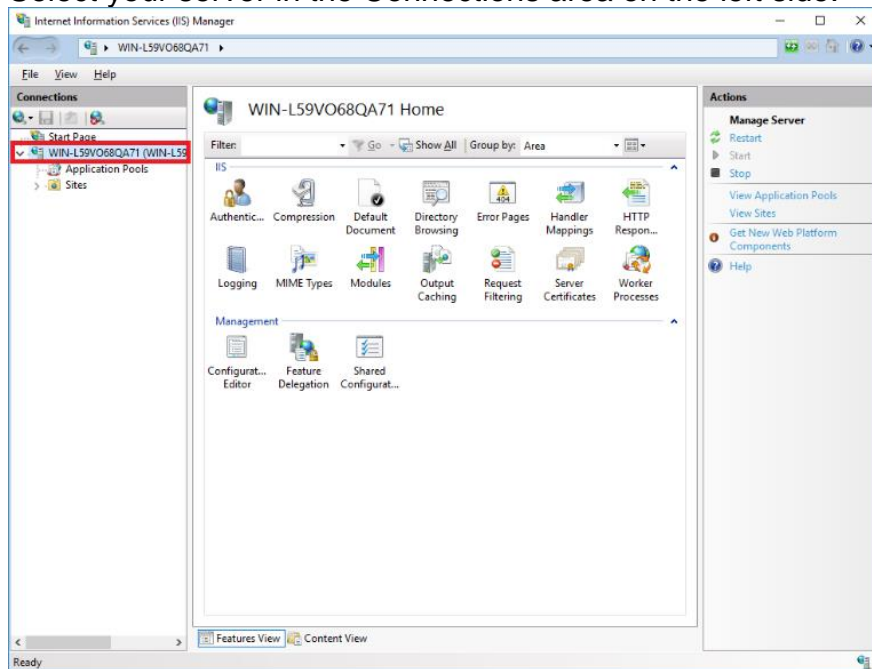 Select your server in the Connections area on the left side.
Internet Information Services (IIS) Manager
WIN-L59VO68QA71
File View Help
Connections
Start Page
WIN-L59VO68QA71 (WIN-L59
Application Pools
Sites
WIN-L59VO68QA71 Home
Filter: Go Show All Group by: Area
IIS
Authentic... Compression Default Document Directory Browsing Error Pages Handler Mappings HTTP Respon...
Logging MIME Types Modules Output Caching Request Filtering Server Certificates Worker Processes
Management
Configurat... Editor Feature Delegation Shared Configurat...
Features View Content View
Actions
Manage Server
Restart
Start
Stop
View Application Pools
View Sites
Get New Web Platform
Components
Help
Ready